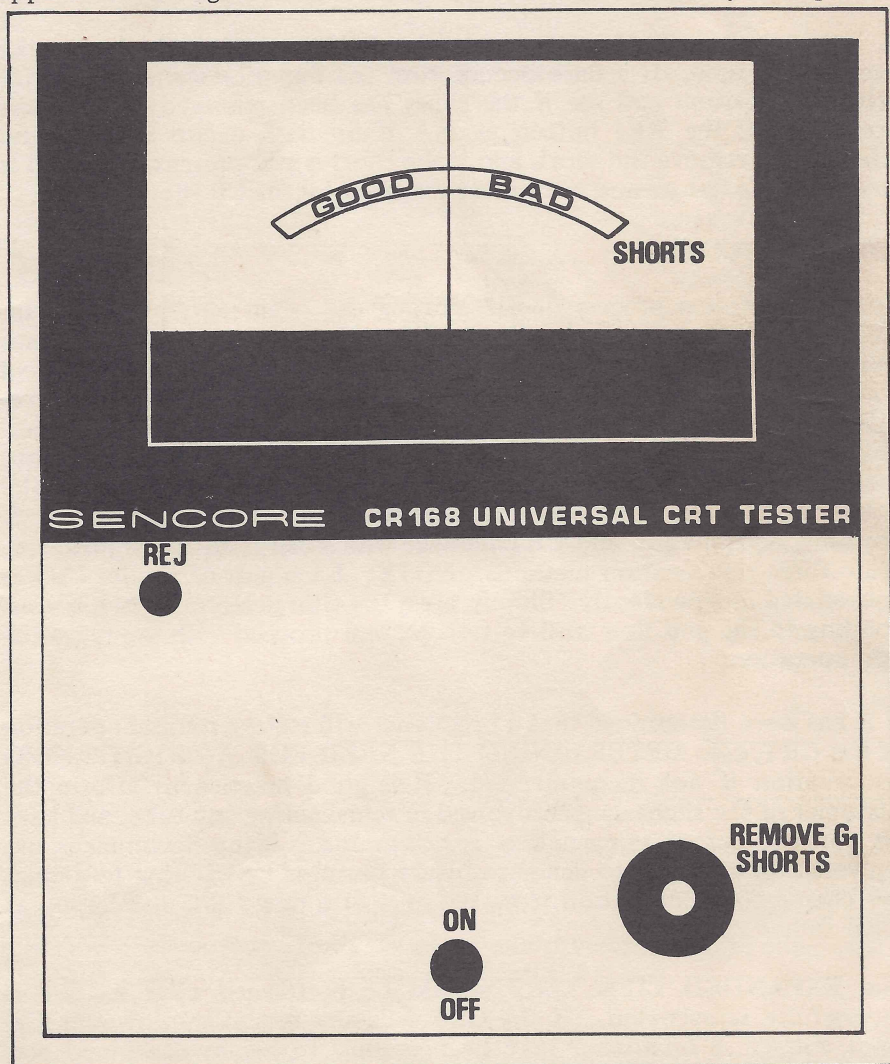 GOOD BAD
SHORTS
SENCORE CR168 UNIVERSAL CRT TESTER
REJ
REMOVE G1
SHORTS
ON
OFF